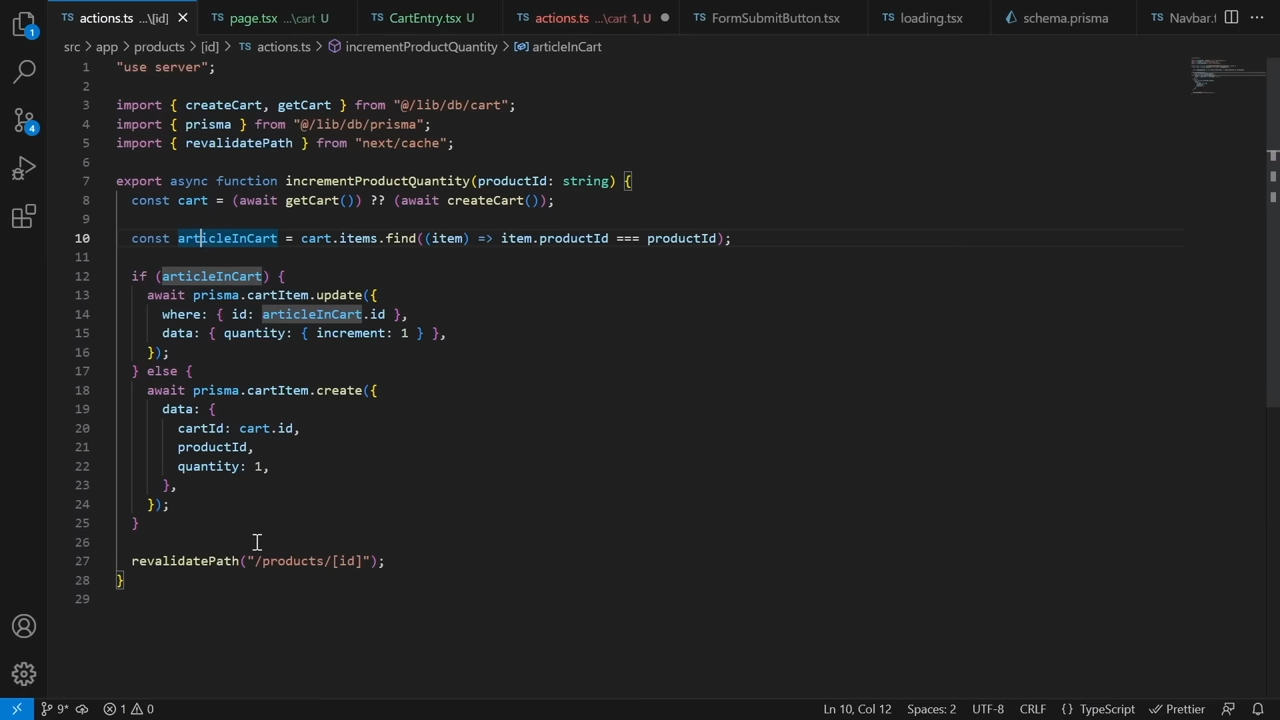 actions.ts ...\[id]
page.tsx ...\cart U
CartEntry.tsx U
actions.ts ...\cart 1, U
FormSubmitButton.tsx
loading.tsx
schema.prisma
Navbar.t
src > app > products > [id] > actions.ts > incrementProductQuantity > articleInCart
1 "use server";
2
3 import { createCart, getCart } from "@/lib/db/cart";
4 import { prisma } from "@/lib/db/prisma";
5 import { revalidatePath } from "next/cache";
6
7 export async function incrementProductQuantity(productId: string) {
8 const cart = (await getCart()) ?? (await createCart());
9
10 const articleInCart = cart.items.find((item) => item.productId === productId);
11
12 if (articleInCart) {
13 await prisma.cartItem.update({
14 where: { id: articleInCart.id },
15 data: { quantity: { increment: 1 } },
16 });
17 } else {
18 await prisma.cartItem.create({
19 data: {
20 cartId: cart.id,
21 productId,
22 quantity: 1,
23 },
24 });
25 }
26
27 revalidatePath("/products/[id]");
28 }
29
1
4
9* 1 0
Ln 10, Col 12 Spaces: 2 UTF-8 CRLF {} TypeScript Prettier